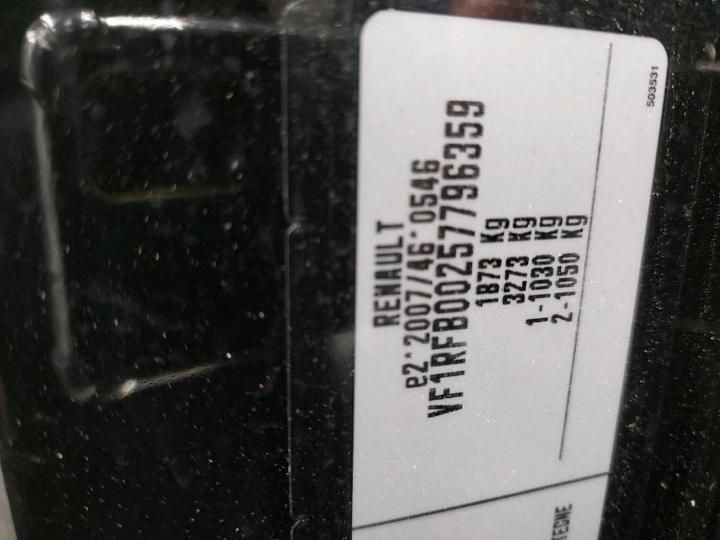 RENAULT
e2*2007/46*0546
VF1RFB00257796359
1873 Kg
3273 Kg
1-1030 Kg
2-1050 Kg
503531